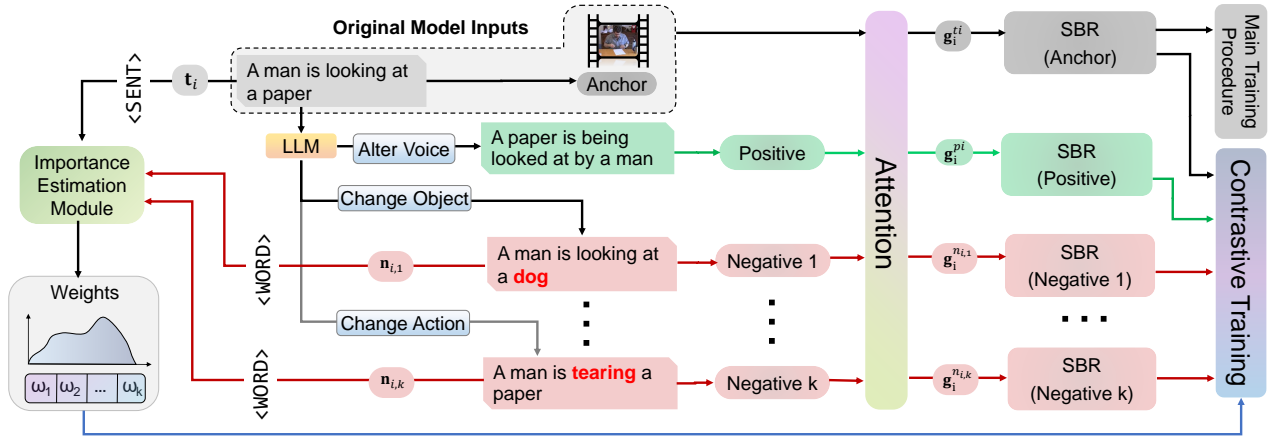 Original Model Inputs
<SENT>
t_i
A man is looking at
a paper
Anchor
g_i^{ti}
SBR
(Anchor)
Main Training
Procedure
LLM
Alter Voice
A paper is being
looked at by a man
Positive
Attention
g_i^{pi}
SBR
(Positive)
Contrastive Training
Importance
Estimation
Module
Change Object
<WORD>
n_{i,1}
A man is looking at
a dog
Negative 1
g_i^{n_{i,1}}
SBR
(Negative 1)
Weights
Change Action
ω_1 ω_2 ... ω_k
<WORD>
n_{i,k}
A man is tearing a
paper
Negative k
g_i^{n_{i,k}}
SBR
(Negative k)